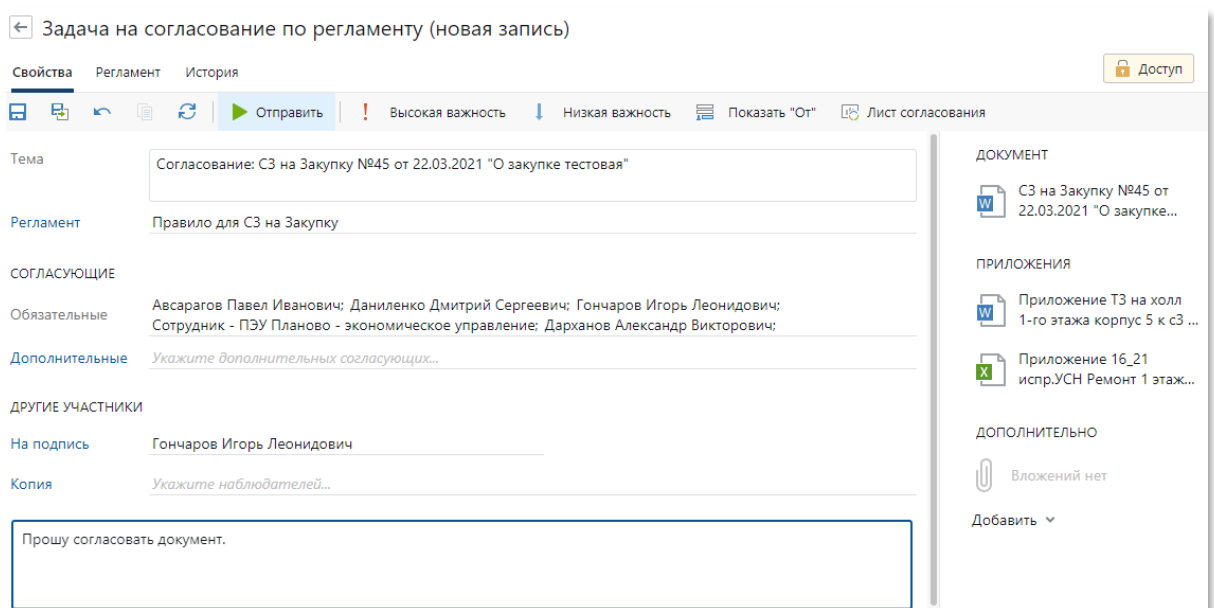 Задача на согласование по регламенту (новая запись)
Свойства Регламент История
Доступ
Отправить Высокая важность Низкая важность Показать "От" Лист согласования
Тема
Согласование: СЗ на Закупку №45 от 22.03.2021 "О закупке тестовая"
Регламент Правило для СЗ на Закупку
СОГЛАСУЮЩИЕ
Обязательные
Авсарагов Павел Иванович; Даниленко Дмитрий Сергеевич; Гончаров Игорь Леонидович;
Сотрудник - ПЭУ Планово - экономическое управление; Дарханов Александр Викторович;
Дополнительные Укажите дополнительных согласующих...
ДРУГИЕ УЧАСТНИКИ
На подпись Гончаров Игорь Леонидович
Копия Укажите наблюдателей...
Прошу согласовать документ.
ДОКУМЕНТ
СЗ на Закупку №45 от
22.03.2021 "О закупке...
ПРИЛОЖЕНИЯ
Приложение ТЗ на холл
1-го этажа корпус 5 к сз ...
Приложение 16_21
испр.УСН Ремонт 1 этаж...
ДОПОЛНИТЕЛЬНО
Вложений нет
Добавить